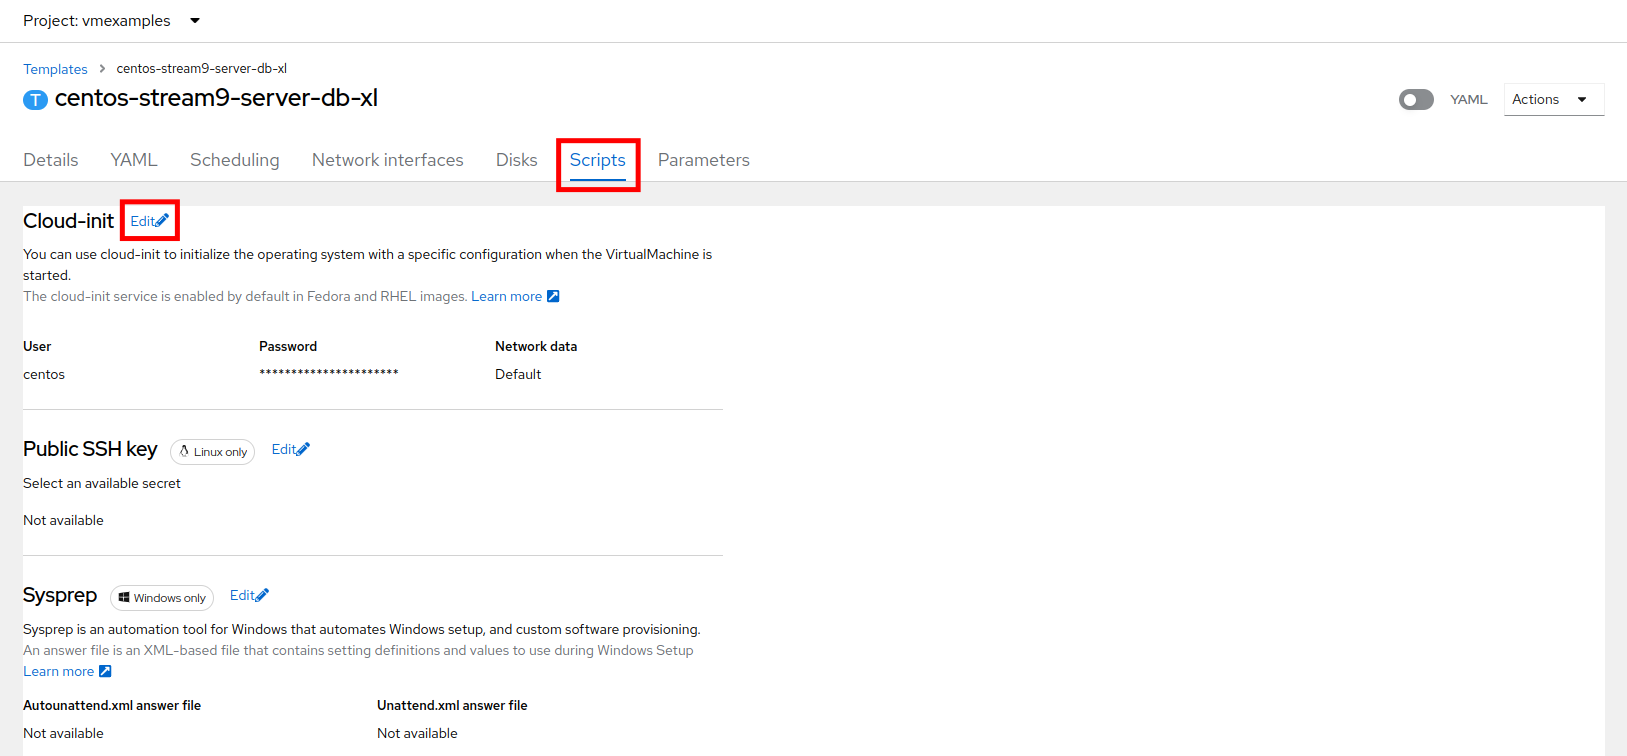 Project: vmexamples
Templates > centos-stream9-server-db-xl
T centos-stream9-server-db-xl
YAML Actions
Details YAML Scheduling Network interfaces Disks Scripts Parameters
Cloud-init Edit
You can use cloud-init to initialize the operating system with a specific configuration when the VirtualMachine is
started.
The cloud-init service is enabled by default in Fedora and RHEL images. Learn more
User Password Network data
centos ********************** Default
Public SSH key Linux only Edit
Select an available secret
Not available
Sysprep Windows only Edit
Sysprep is an automation tool for Windows that automates Windows setup, and custom software provisioning.
An answer file is an XML-based file that contains setting definitions and values to use during Windows Setup
Learn more
Autounattend.xml answer file Unattend.xml answer file
Not available Not available